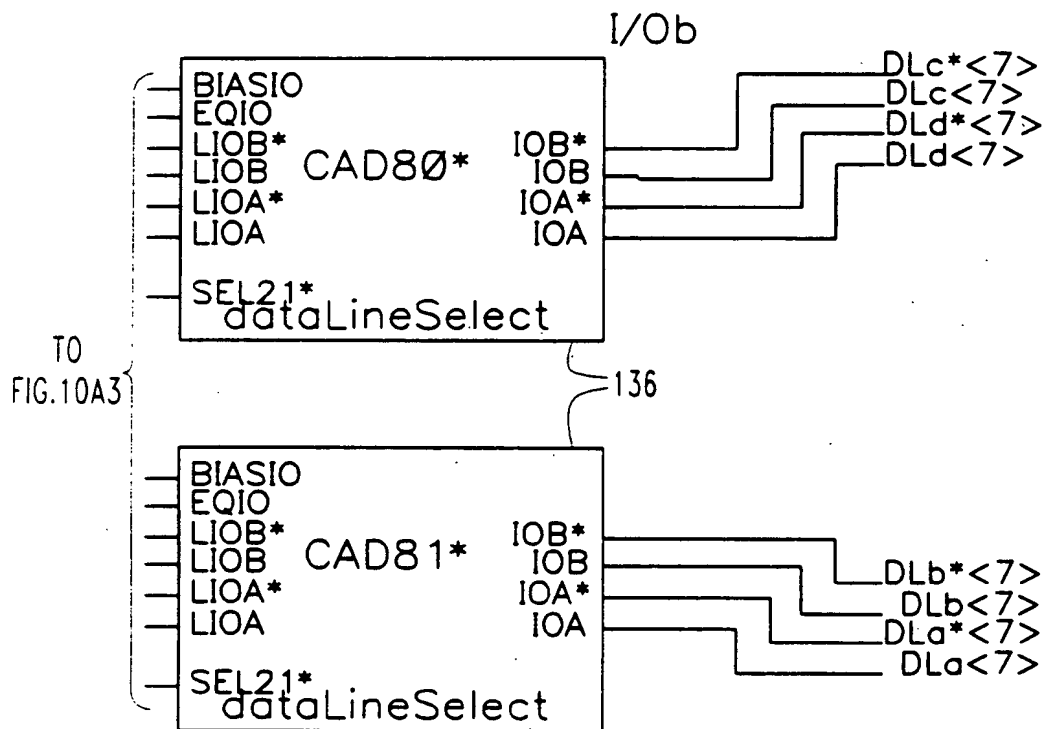 I/Ob
BIASIO
EQIO
LIOB*
LIOB
LIOA*
LIOA
SEL21*
CAD80*
dataLineSelect
IOB*
IOB
IOA*
IOA
DLc*<7>
DLc<7>
DLd*<7>
DLd<7>
TO
FIG.10A3
136
BIASIO
EQIO
LIOB*
LIOB
LIOA*
LIOA
SEL21*
CAD81*
dataLineSelect
IOB*
IOB
IOA*
IOA
DLb*<7>
DLb<7>
DLa*<7>
DLa<7>